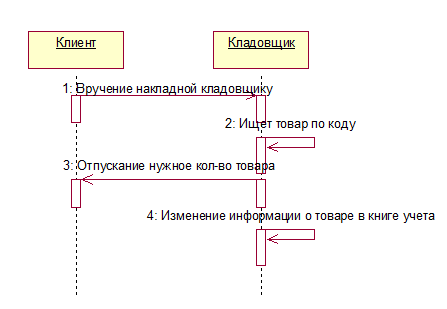 Клиент
Кладовщик
1: Вручение накладной кладовщику
2: Ищет товар по коду
3: Отпускание нужное кол-во товара
4: Изменение информации о товаре в книге учета